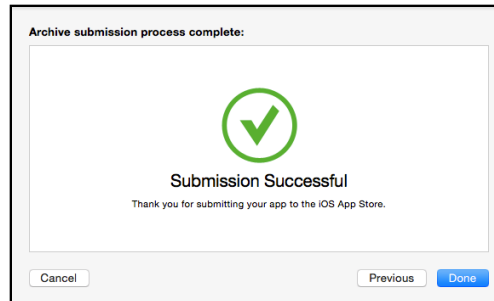 Archive submission process complete:
Submission Successful
Thank you for submitting your app to the iOS App Store.
Cancel
Previous
Done